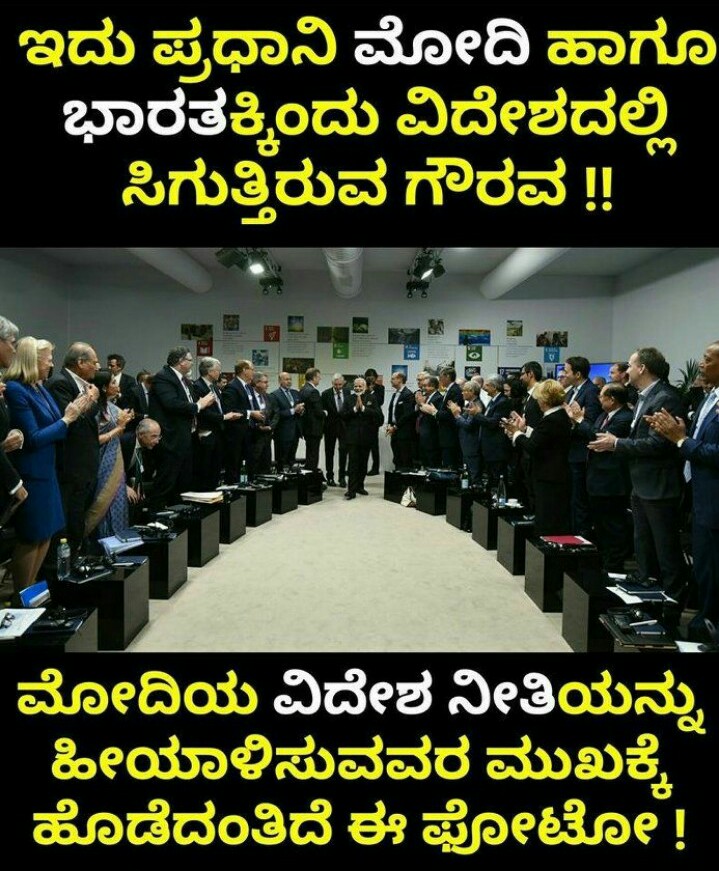 ಇದು ಪ್ರಧಾನಿ ಮೋದಿ ಹಾಗೂ
ಭಾರತಕ್ಕಿಂದು ವಿದೇಶದಲ್ಲಿ
ಸಿಗುತ್ತಿರುವ ಗೌರವ !!
ಮೋದಿಯ ವಿದೇಶ ನೀತಿಯನ್ನು
ಹೀಯಾಳಿಸುವವರ ಮುಖಕ್ಕೆ
ಹೊಡೆದಂತಿದೆ ಈ ಫೋಟೋ !